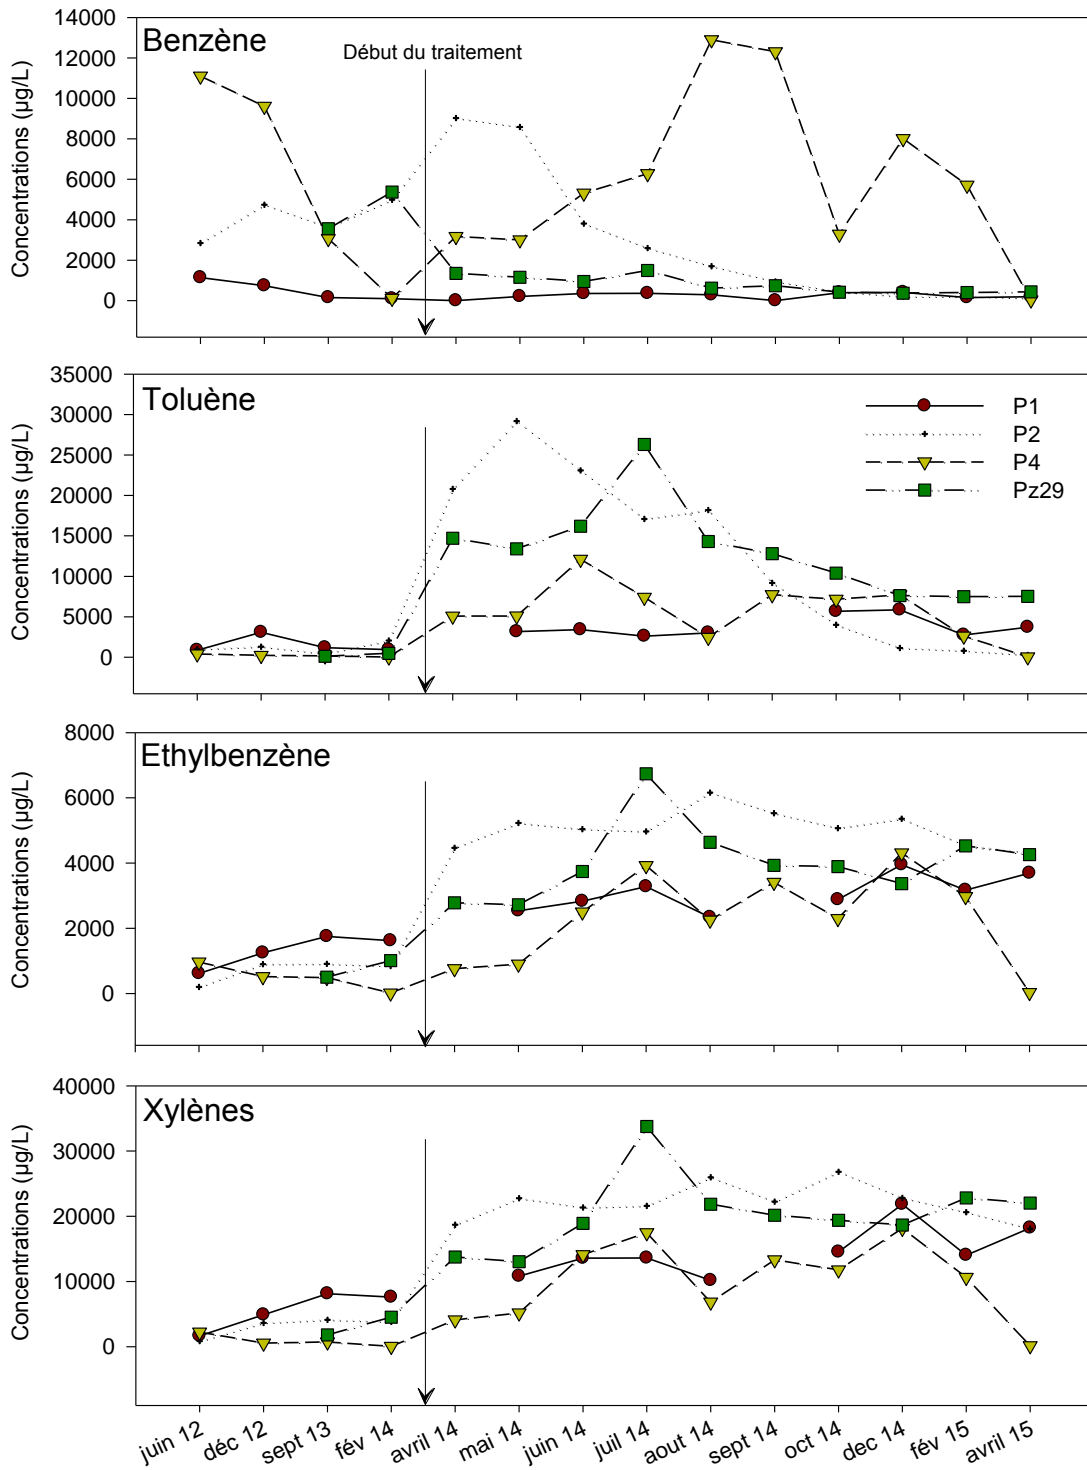 Benzène
Début du traitement
Concentrations (µg/L)
14000
12000
10000
8000
6000
4000
2000
0
Toluène
Concentrations (µg/L)
35000
30000
25000
20000
15000
10000
5000
0
P1
P2
P4
Pz29
Ethylbenzène
Concentrations (µg/L)
8000
6000
4000
2000
0
Xylènes
Concentrations (µg/L)
40000
30000
20000
10000
0
juin 12
déc 12
sept 13
fév 14
avril 14
mai 14
juin 14
juil 14
aout 14
sept 14
oct 14
dec 14
fév 15
avril 15